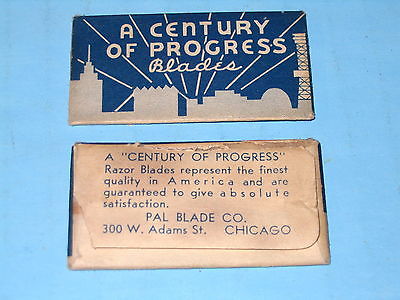 A CENTURY
OF PROGRESS
Blades
A "CENTURY OF PROGRESS"
Razor Blades represent the finest
quality in America and are
guaranteed to give absolute
satisfaction.
PAL BLADE CO.
300 W. Adams St. CHICAGO